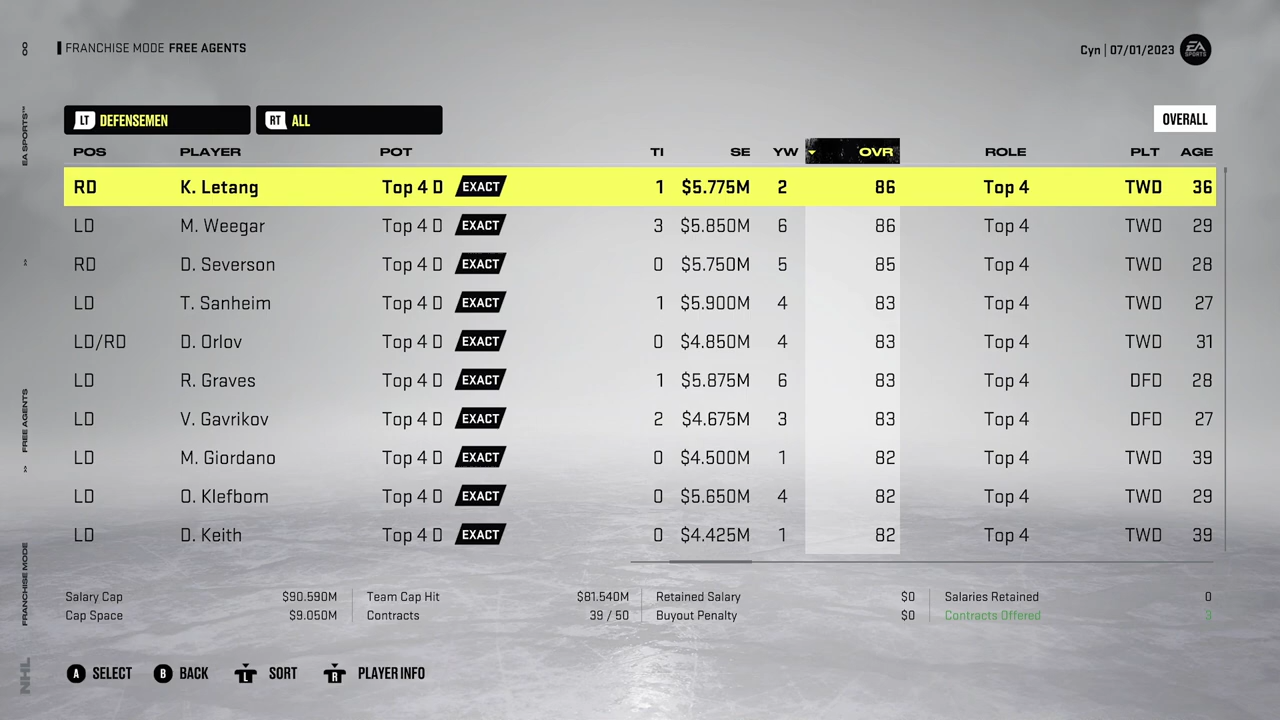 FRANCHISE MODE FREE AGENTS
Cyn | 07/01/2023 EA SPORTS
LT DEFENSEMEN RT ALL OVERALL
POS PLAYER POT TI SE YW OVR ROLE PLT AGE
RD K. Letang Top 4 D EXACT 1 $5.775M 2 86 Top 4 TWD 36
LD M. Weegar Top 4 D EXACT 3 $5.850M 6 86 Top 4 TWD 29
RD D. Severson Top 4 D EXACT 0 $5.750M 5 85 Top 4 TWD 28
LD T. Sanheim Top 4 D EXACT 1 $5.900M 4 83 Top 4 TWD 27
LD/RD D. Orlov Top 4 D EXACT 0 $4.850M 4 83 Top 4 TWD 31
LD R. Graves Top 4 D EXACT 1 $5.875M 6 83 Top 4 DFD 28
LD V. Gavrikov Top 4 D EXACT 2 $4.675M 3 83 Top 4 DFD 27
LD M. Giordano Top 4 D EXACT 0 $4.500M 1 82 Top 4 TWD 39
LD O. Klefbom Top 4 D EXACT 0 $5.650M 4 82 Top 4 TWD 29
LD D. Keith Top 4 D EXACT 0 $4.425M 1 82 Top 4 TWD 39
Salary Cap $90.590M Team Cap Hit $81.540M Retained Salary $0 Salaries Retained 0
Cap Space $9.050M Contracts 39 / 50 Buyout Penalty $0 Contracts Offered 3
A SELECT B BACK L SORT R PLAYER INFO
NHL FRANCHISE MODE » FREE AGENTS » EA SPORTS™